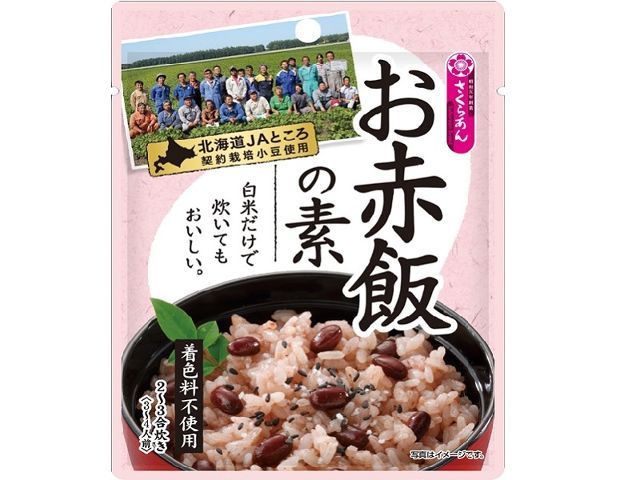 さくらあん
お赤飯
の素
北海道JAところ
契約栽培小豆使用
白米だけで
炊いても
おいしい。
着色料不使用
2〜3合炊き
(3〜4人前)
写真はイメージです。